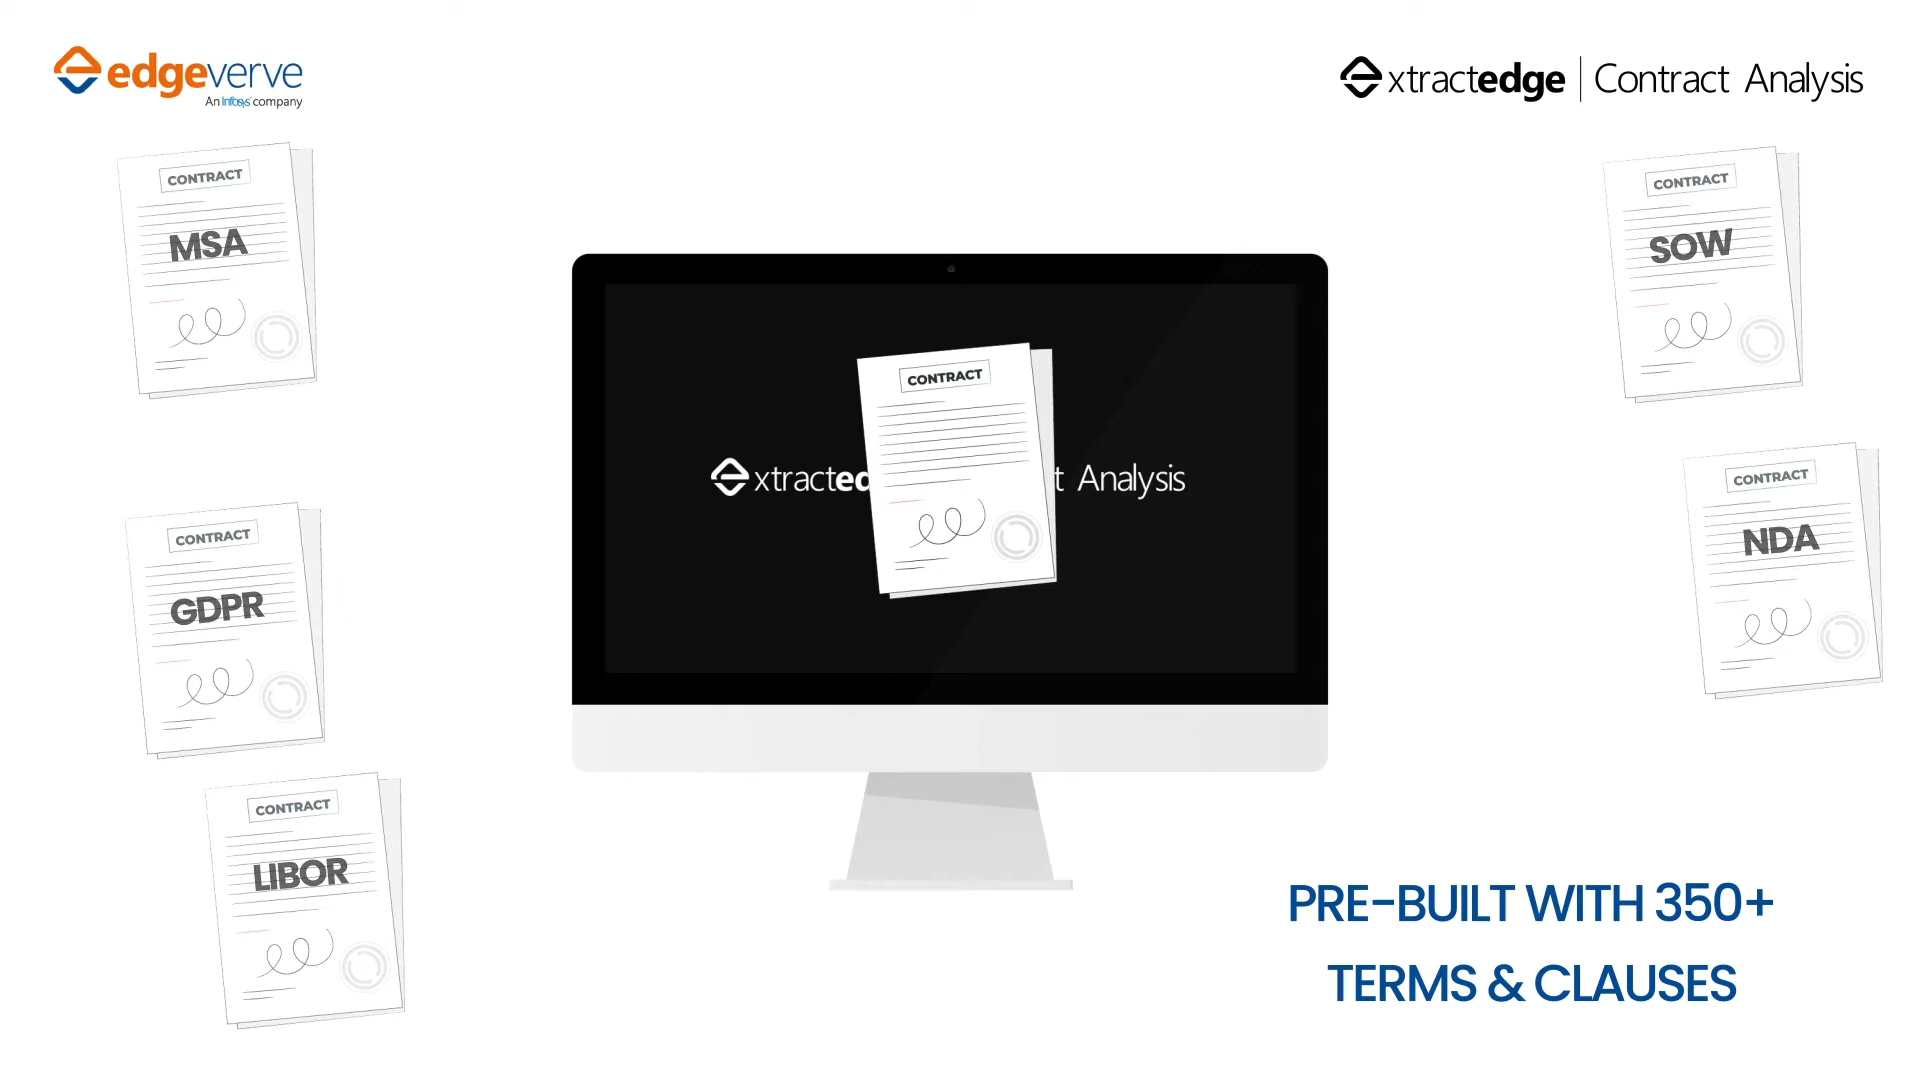 edgeverve
An Infosys company
xtractedge | Contract Analysis
CONTRACT
MSA
CONTRACT
SOW
CONTRACT
xtracted
t Analysis
CONTRACT
NDA
CONTRACT
GDPR
CONTRACT
LIBOR
PRE-BUILT WITH 350+
TERMS & CLAUSES